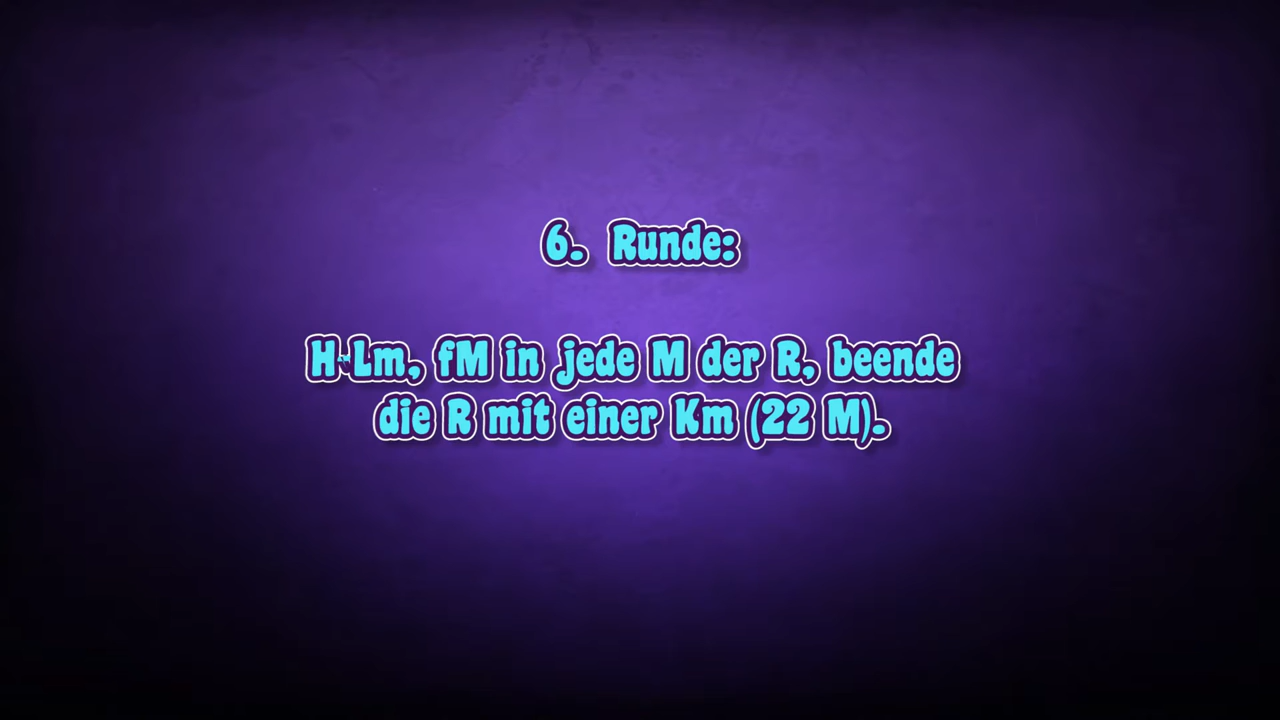 6. Runde:
H-Lm, fM in jede M der R, beende
die R mit einer Km (22 M).